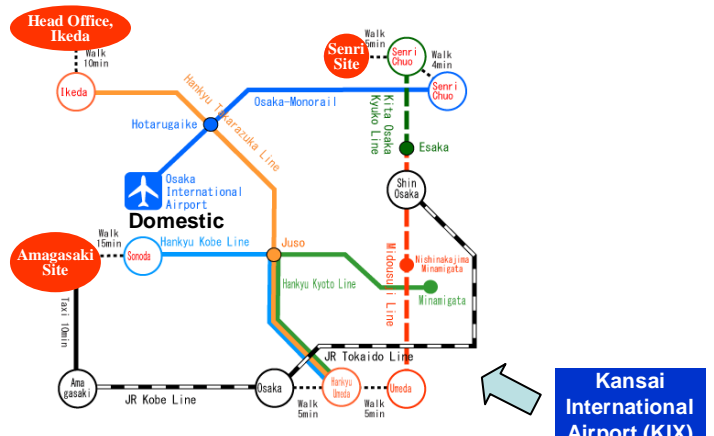 Head Office,
Ikeda
Walk
10min
Ikeda
Hankyu Takarazuka Line
Hotarugaike
Osaka-Monorail
Senri
Site
Walk
5min
Senri
Chuo
Walk
4min
Senri
Chuo
Kita Osaka
Kyuko Line
Esaka
Osaka
International
Airport
Domestic
Shin
Osaka
Amagasaki
Site
Walk
15min
Sonoda
Hankyu Kobe Line
Juso
Hankyu Kyoto Line
Midousuji Line
Nishinakajima
Minamigata
Minamigata
Taxi 10min
JR Tokaido Line
Ama
gasaki
JR Kobe Line
Osaka
Walk
5min
Hankyu
Umeda
Walk
5min
Umeda
Kansai
International
Airport (KIX)